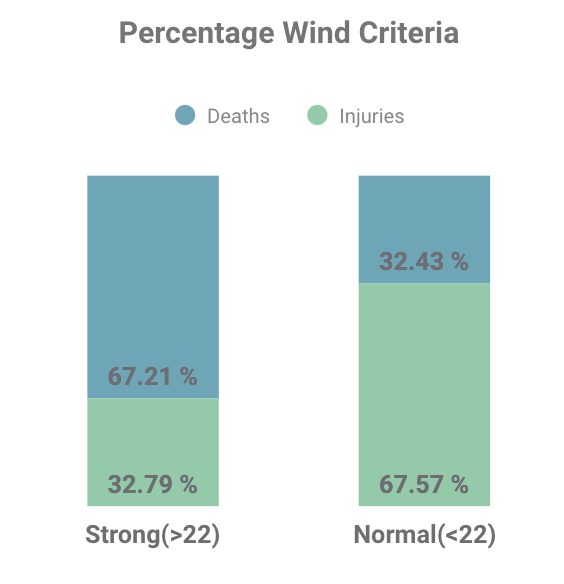 Percentage Wind Criteria
Deaths Injuries
32.43 %
67.21 %
32.79 % 67.57 %
Strong(>22) Normal(<22)